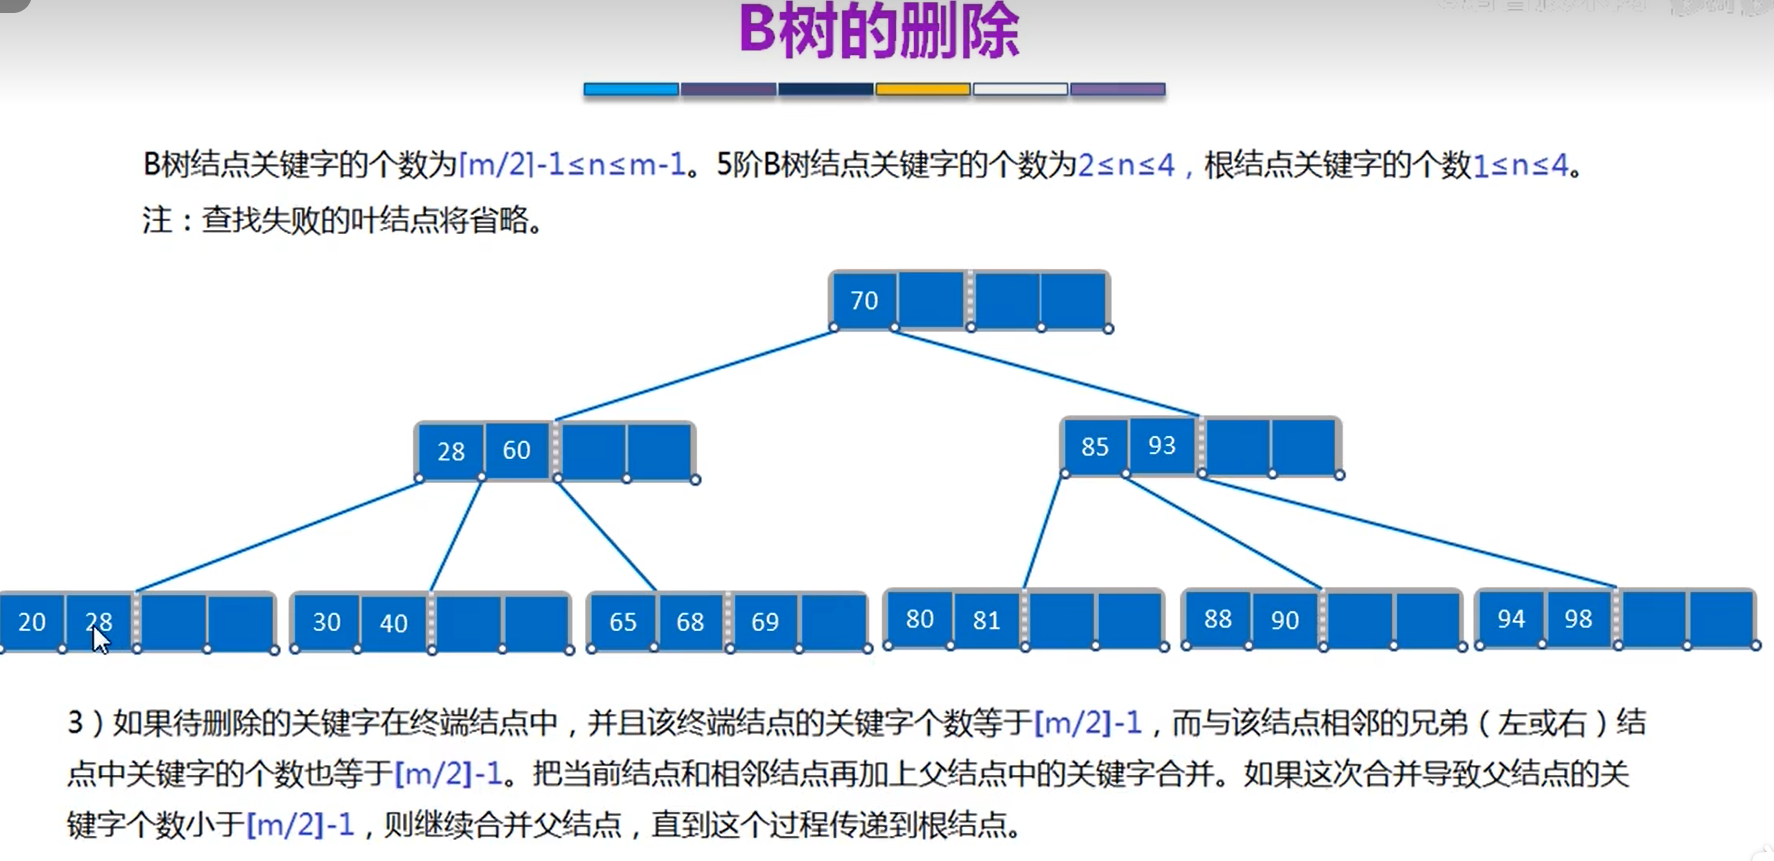 B树的删除
B树结点关键字的个数为⌈m/2⌉-1≤n≤m-1。5阶B树结点关键字的个数为2≤n≤4，根结点关键字的个数1≤n≤4。
注：查找失败的叶结点将省略。
70
28 60
85 93
20 28
30 40
65 68 69
80 81
88 90
94 98
3）如果待删除的关键字在终端结点中，并且该终端结点的关键字个数等于[m/2]-1，而与该结点相邻的兄弟（左或右）结
点中关键字的个数也等于[m/2]-1。把当前结点和相邻结点再加上父结点中的关键字合并。如果这次合并导致父结点的关
键字个数小于[m/2]-1，则继续合并父结点，直到这个过程传递到根结点。